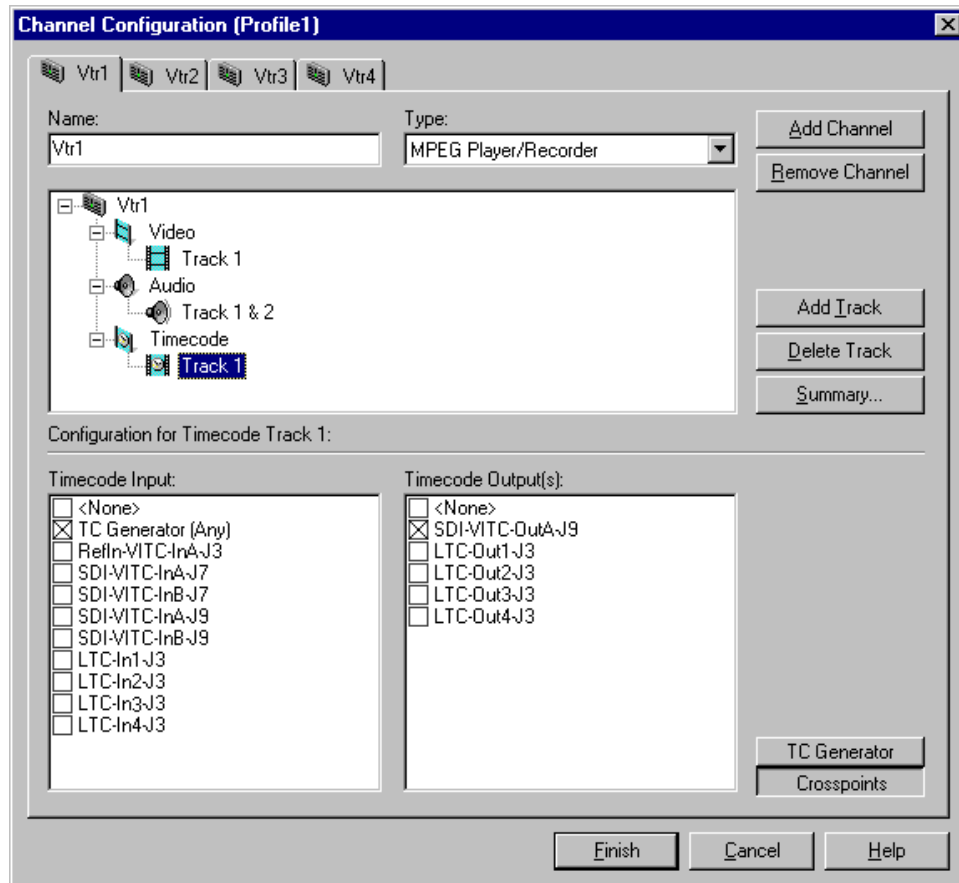 Channel Configuration (Profile1)
Vtr1 Vtr2 Vtr3 Vtr4
Name:
Vtr1
Type:
MPEG Player/Recorder
Add Channel
Remove Channel
Vtr1
Video
Track 1
Audio
Track 1 & 2
Timecode
Track 1
Add Track
Delete Track
Summary...
Configuration for Timecode Track 1:
Timecode Input:
<None>
TC Generator (Any)
RefIn-VITC-InA-J3
SDI-VITC-InA-J7
SDI-VITC-InB-J7
SDI-VITC-InA-J9
SDI-VITC-InB-J9
LTC-In1-J3
LTC-In2-J3
LTC-In3-J3
LTC-In4-J3
Timecode Output(s):
<None>
SDI-VITC-OutA-J9
LTC-Out1-J3
LTC-Out2-J3
LTC-Out3-J3
LTC-Out4-J3
TC Generator
Crosspoints
Finish
Cancel
Help